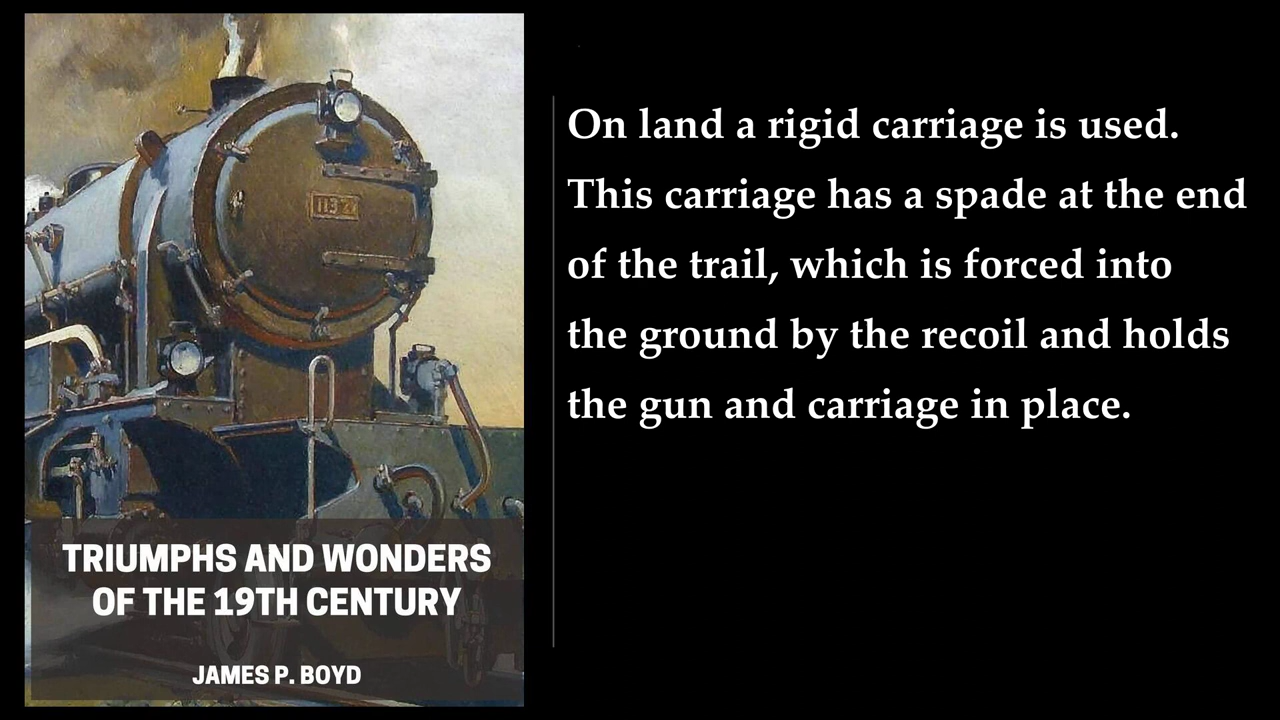 On land a rigid carriage is used.
This carriage has a spade at the end
of the trail, which is forced into
the ground by the recoil and holds
the gun and carriage in place.
TRIUMPHS AND WONDERS
OF THE 19TH CENTURY
JAMES P. BOYD